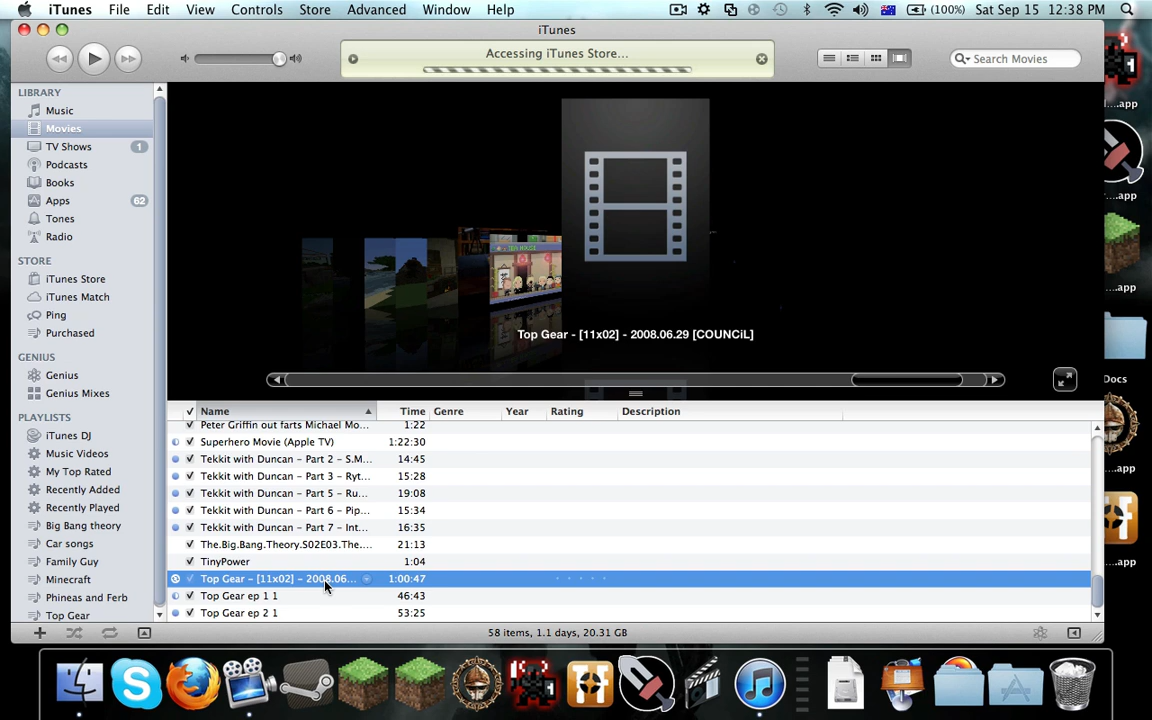 iTunes File Edit View Controls Store Advanced Window Help (100%) Sat Sep 15 12:38 PM
iTunes
Accessing iTunes Store...
Search Movies
LIBRARY
Music
Movies
TV Shows 1
Podcasts
Books
Apps 62
Tones
Radio
STORE
iTunes Store
iTunes Match
Ping
Purchased
GENIUS
Genius
Genius Mixes
PLAYLISTS
iTunes DJ
Music Videos
My Top Rated
Recently Added
Recently Played
Big Bang theory
Car songs
Family Guy
Minecraft
Phineas and Ferb
Top Gear
Top Gear - [11x02] - 2008.06.29 [COUNCiL]
Name Time Genre Year Rating Description
Peter Griffin out farts Michael Mo... 1:22
Superhero Movie (Apple TV) 1:22:30
Tekkit with Duncan - Part 2 - S.M... 14:45
Tekkit with Duncan - Part 3 - Ryt... 15:28
Tekkit with Duncan - Part 5 - Ru... 19:08
Tekkit with Duncan - Part 6 - Pip... 15:34
Tekkit with Duncan - Part 7 - Int... 16:35
The.Big.Bang.Theory.S02E03.The.... 21:13
TinyPower 1:04
Top Gear - [11x02] - 2008.06... 1:00:47
Top Gear ep 1 1 46:43
Top Gear ep 2 1 53:25
58 items, 1.1 days, 20.31 GB
....app
....app
....app
Docs
....app
....app